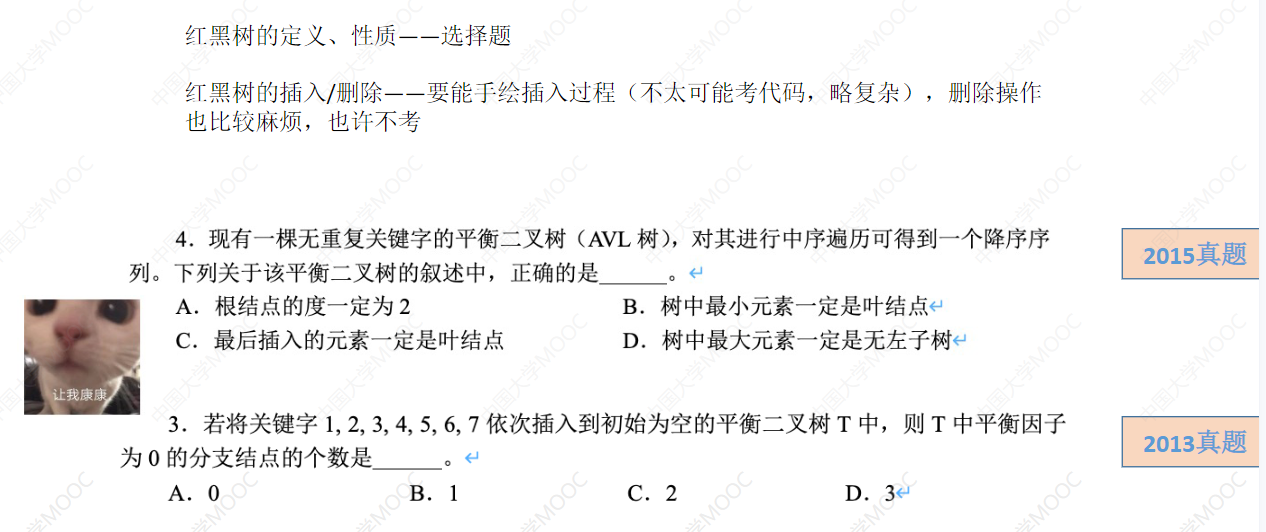 红黑树的定义、性质——选择题
红黑树的插入/删除——要能手绘插入过程（不太可能考代码，略复杂），删除操作
也比较麻烦，也许不考
4．现有一棵无重复关键字的平衡二叉树（AVL 树），对其进行中序遍历可得到一个降序序
列。下列关于该平衡二叉树的叙述中，正确的是______。↵
2015真题
A．根结点的度一定为 2 B．树中最小元素一定是叶结点↵
C．最后插入的元素一定是叶结点 D．树中最大元素一定是无左子树↵
让我康康
3．若将关键字 1, 2, 3, 4, 5, 6, 7 依次插入到初始为空的平衡二叉树 T 中，则 T 中平衡因子
为 0 的分支结点的个数是______。↵
2013真题
A．0 B．1 C．2 D．3↵
中国大学MOOC